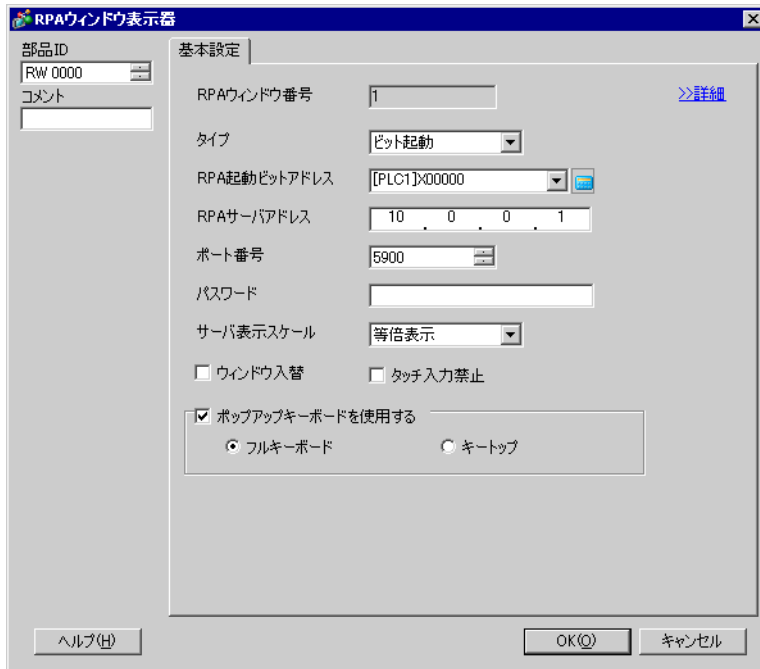 RPAウィンドウ表示器
部品ID
RW 0000
コメント
基本設定
RPAウィンドウ番号 1 >>詳細
タイプ ビット起動
RPA起動ビットアドレス [PLC1]X00000
RPAサーバアドレス 10 . 0 . 0 . 1
ポート番号 5900
パスワード
サーバ表示スケール 等倍表示
ウィンドウ入替 タッチ入力禁止
ポップアップキーボードを使用する
フルキーボード キートップ
ヘルプ(H) OK(O) キャンセル